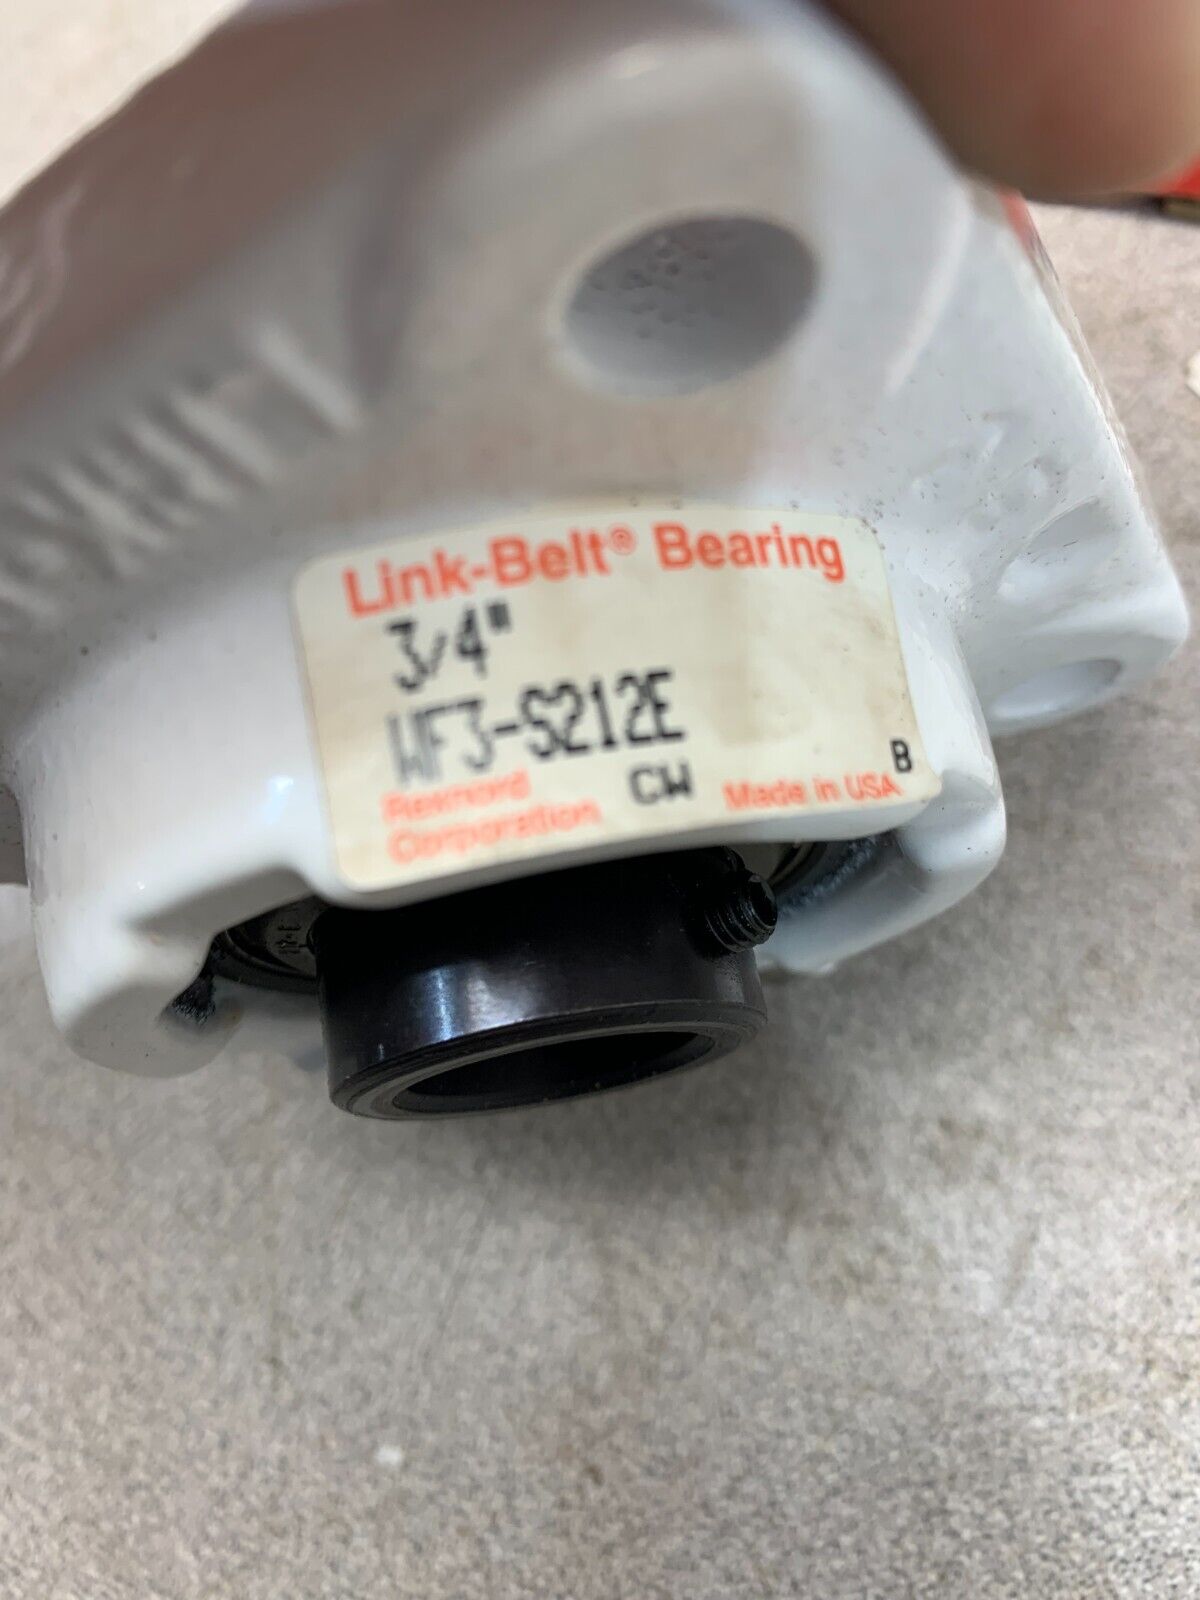 Link-Belt® Bearing
3/4"
WF3-S212E
Rexnord CW Made in USA B
Corporation